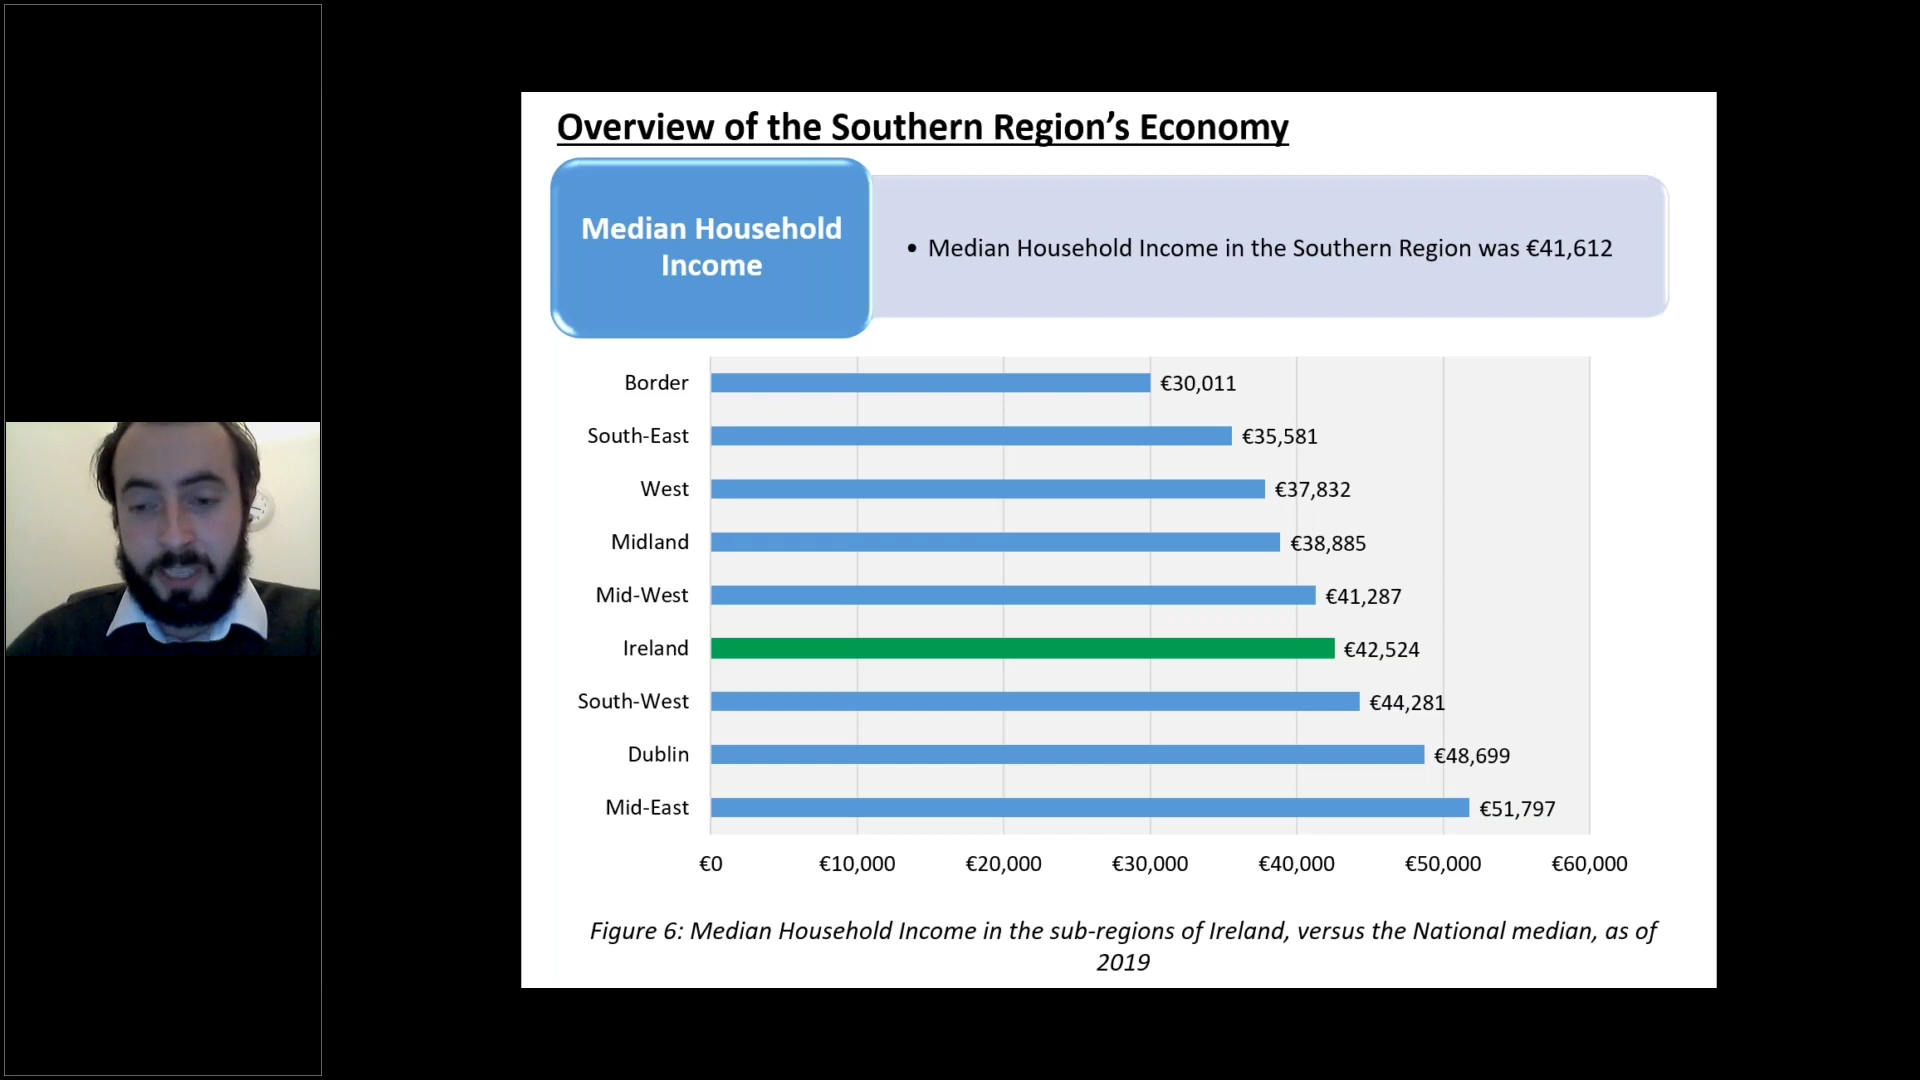 Overview of the Southern Region’s Economy
Median Household
Income
• Median Household Income in the Southern Region was €41,612
Border €30,011
South-East €35,581
West €37,832
Midland €38,885
Mid-West €41,287
Ireland €42,524
South-West €44,281
Dublin €48,699
Mid-East €51,797
€0 €10,000 €20,000 €30,000 €40,000 €50,000 €60,000
Figure 6: Median Household Income in the sub-regions of Ireland, versus the National median, as of
2019